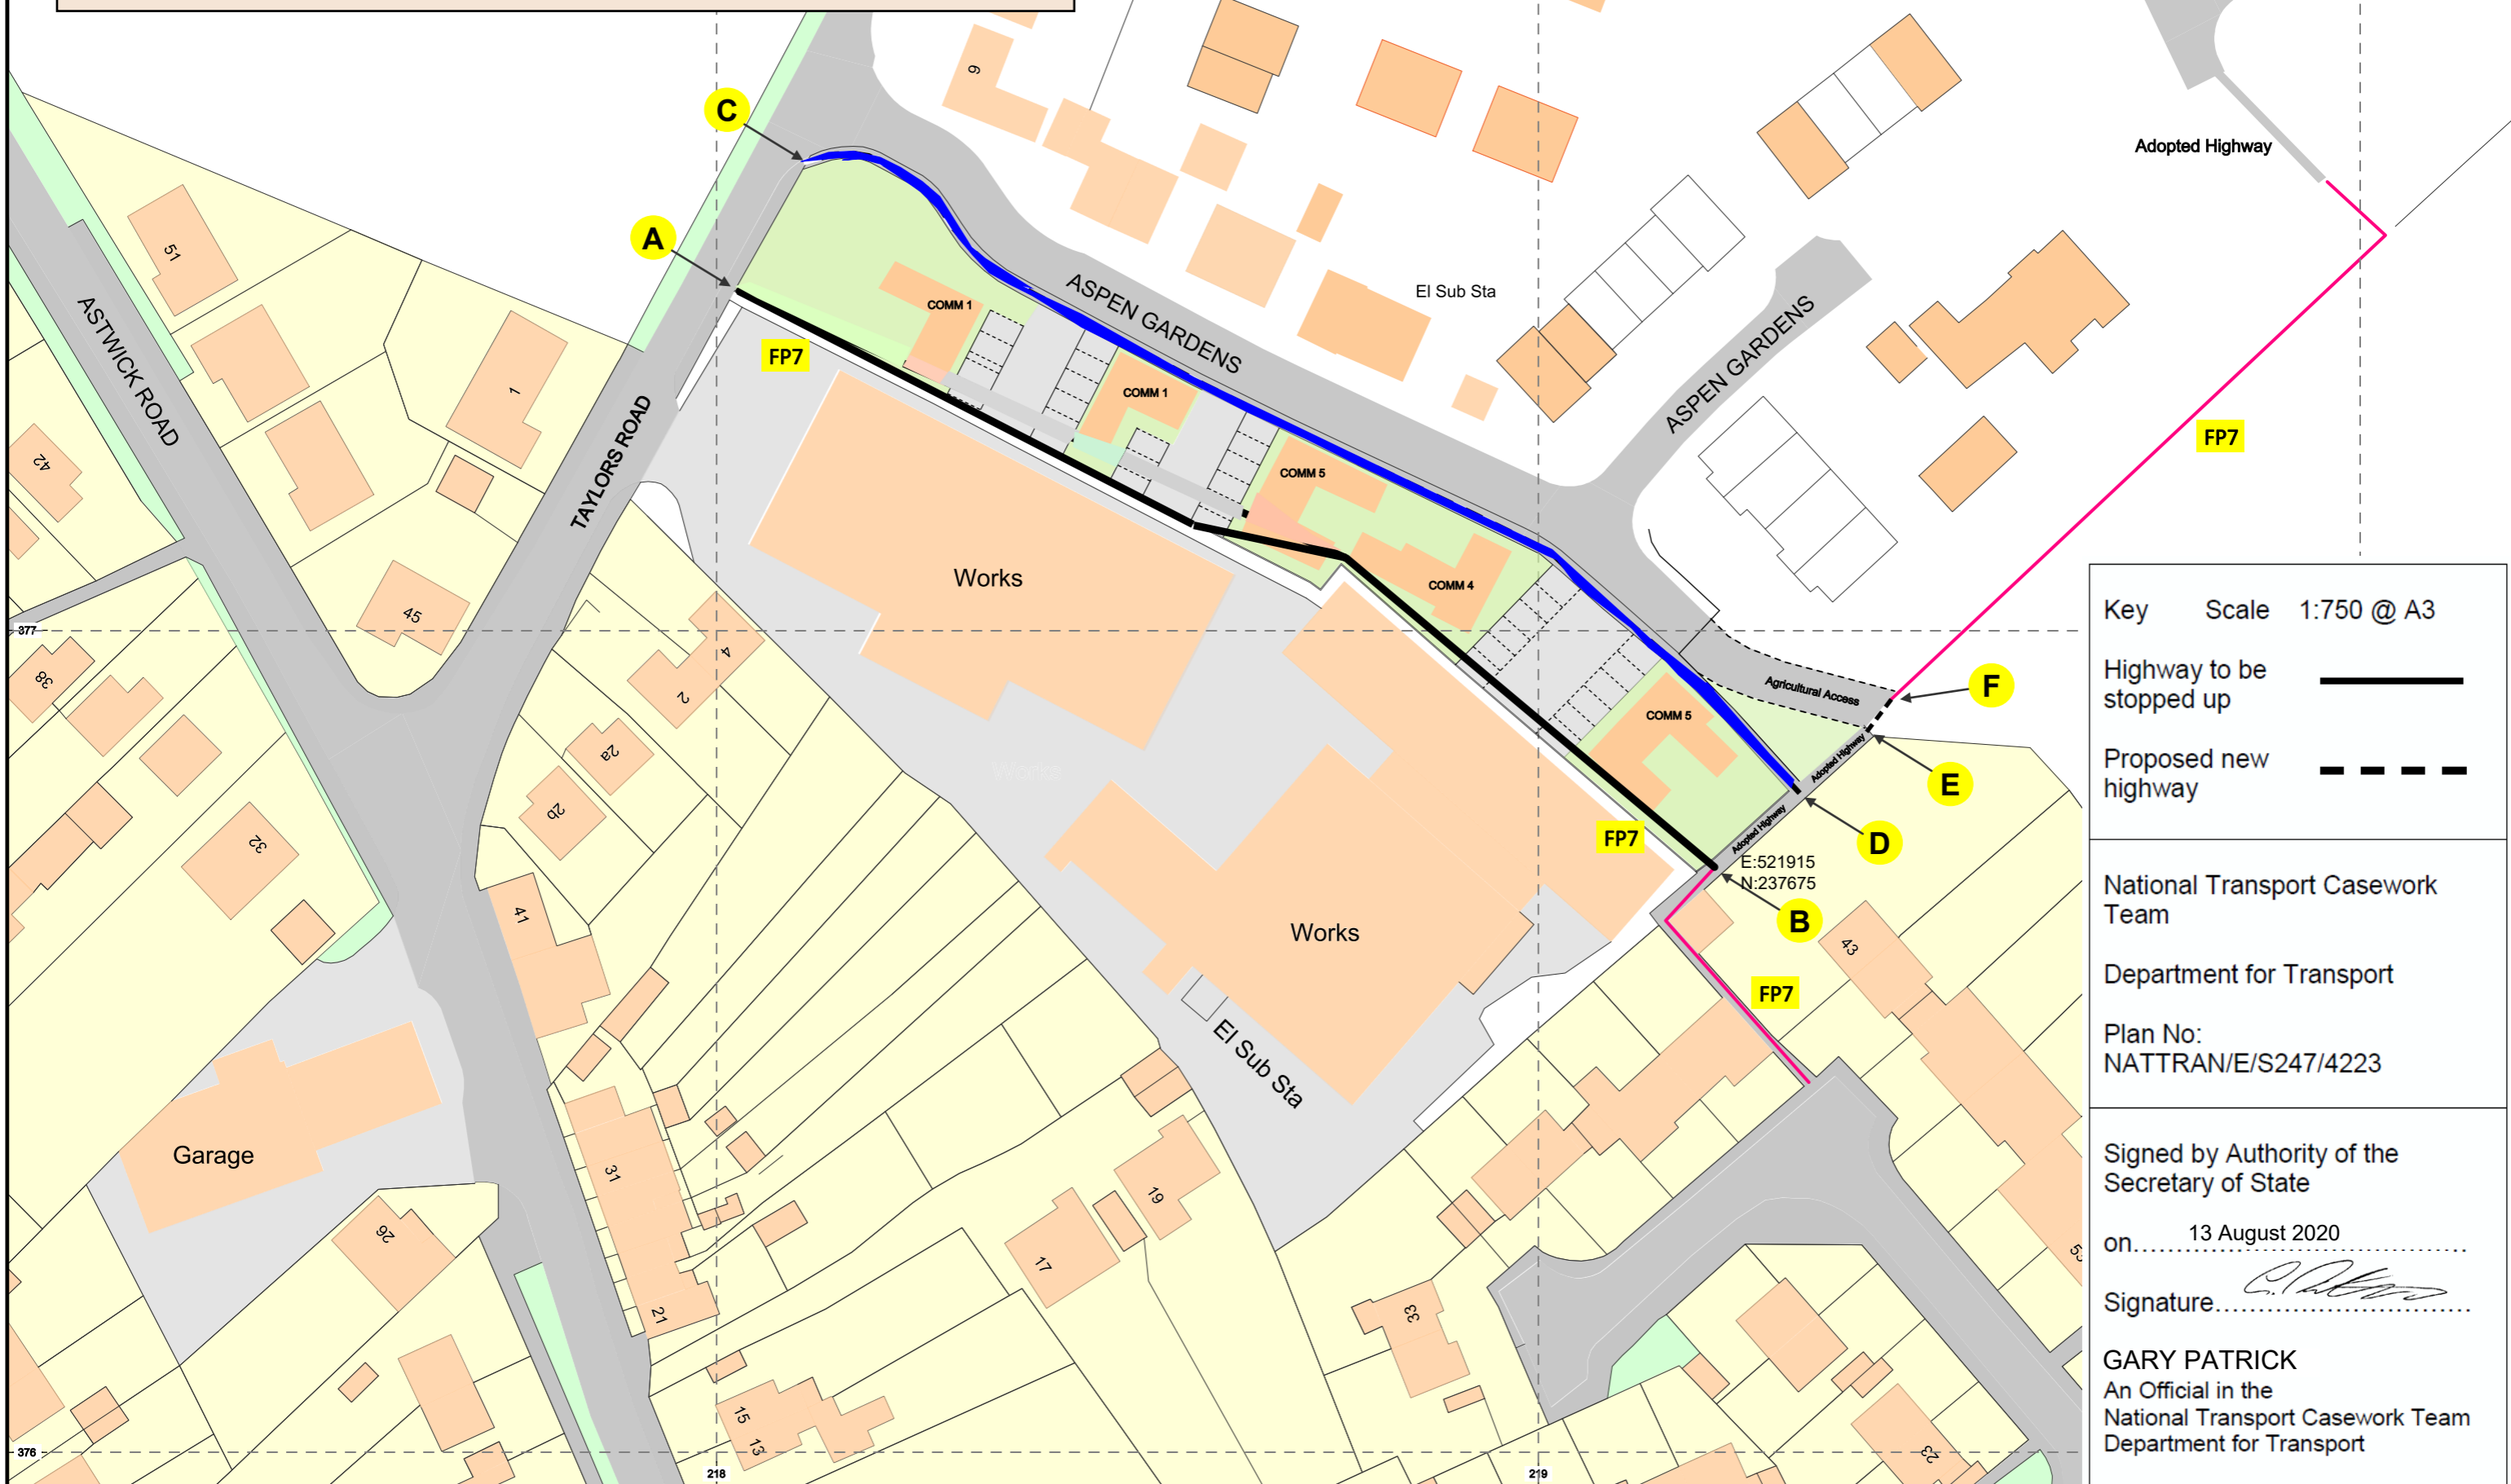 C
A
9
51
ASTWICK ROAD
42
1
45
38
TAYLORS ROAD
FP7
COMM 1
COMM 1
COMM 5
COMM 4
COMM 5
ASPEN GARDENS
El Sub Sta
ASPEN GARDENS
Adopted Highway
FP7
Agricultural Access
F
E
D
B
Adopted Highway
Adopted Highway
E:521915
N:237675
FP7
FP7
Works
Works
Works
El Sub Sta
377
4
2
2a
2b
32
41
43
Garage
26
31
21
19
17
15
13
33
23
376
218
219
Key Scale 1:750 @ A3
Highway to be
stopped up
Proposed new
highway
National Transport Casework
Team
Department for Transport
Plan No:
NATTRAN/E/S247/4223
Signed by Authority of the
Secretary of State
on 13 August 2020
Signature
GARY PATRICK
An Official in the
National Transport Casework Team
Department for Transport